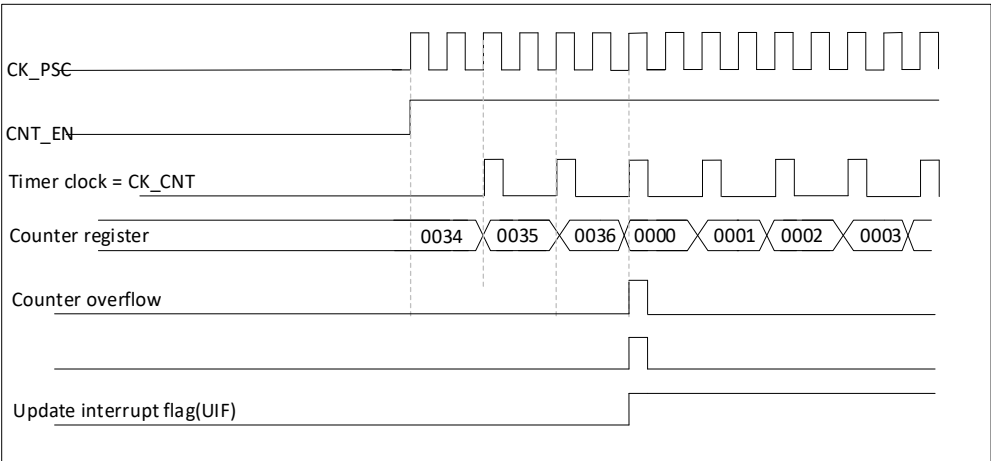 CK_PSC
CNT_EN
Timer clock = CK_CNT
Counter register 0034 0035 0036 0000 0001 0002 0003
Counter overflow
Update interrupt flag(UIF)